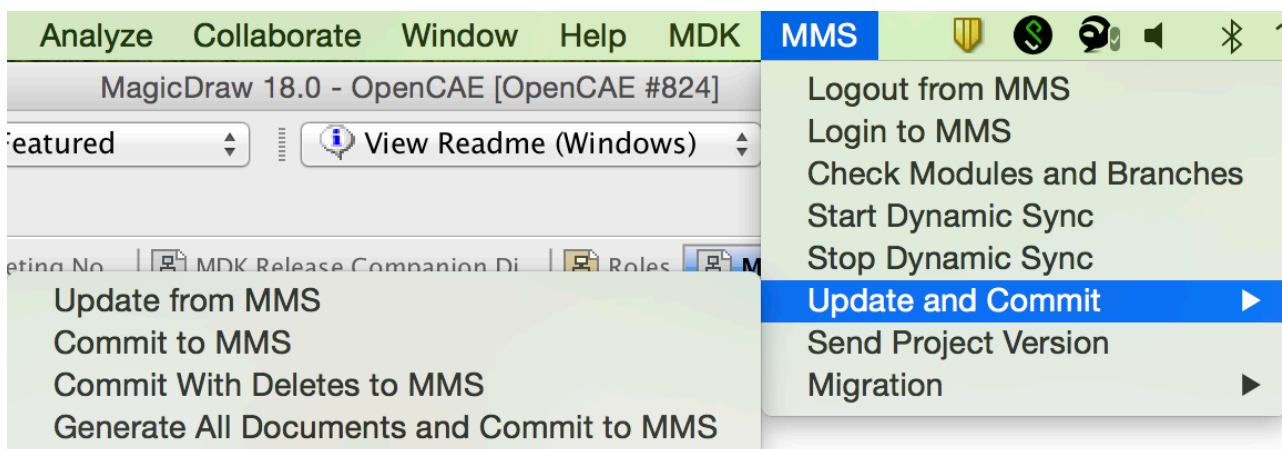 Analyze Collaborate Window Help MDK MMS
MagicDraw 18.0 - OpenCAE [OpenCAE #824]
Featured
View Readme (Windows)
MDK Release Companion Di
Roles
Logout from MMS
Login to MMS
Check Modules and Branches
Start Dynamic Sync
Stop Dynamic Sync
Update and Commit
Send Project Version
Migration
Update from MMS
Commit to MMS
Commit With Deletes to MMS
Generate All Documents and Commit to MMS